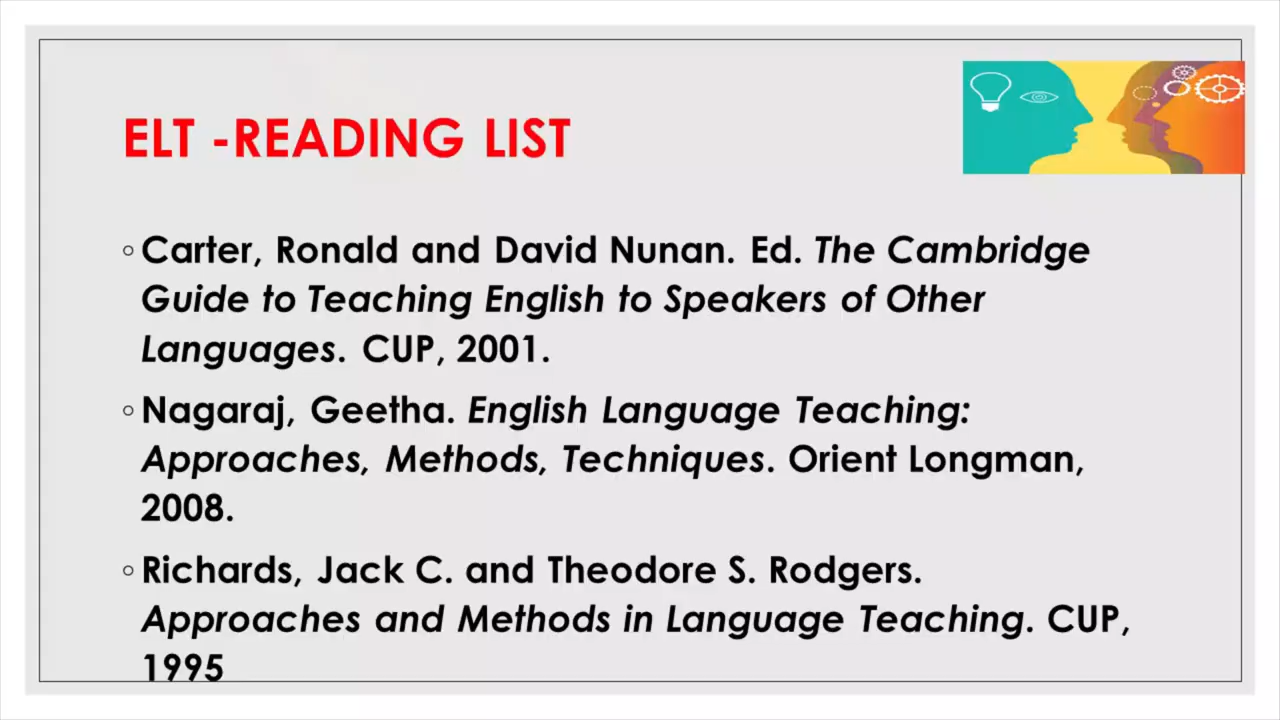 ELT -READING LIST
◦Carter, Ronald and David Nunan. Ed. The Cambridge
Guide to Teaching English to Speakers of Other
Languages. CUP, 2001.
◦Nagaraj, Geetha. English Language Teaching:
Approaches, Methods, Techniques. Orient Longman,
2008.
◦Richards, Jack C. and Theodore S. Rodgers.
Approaches and Methods in Language Teaching. CUP,
1995